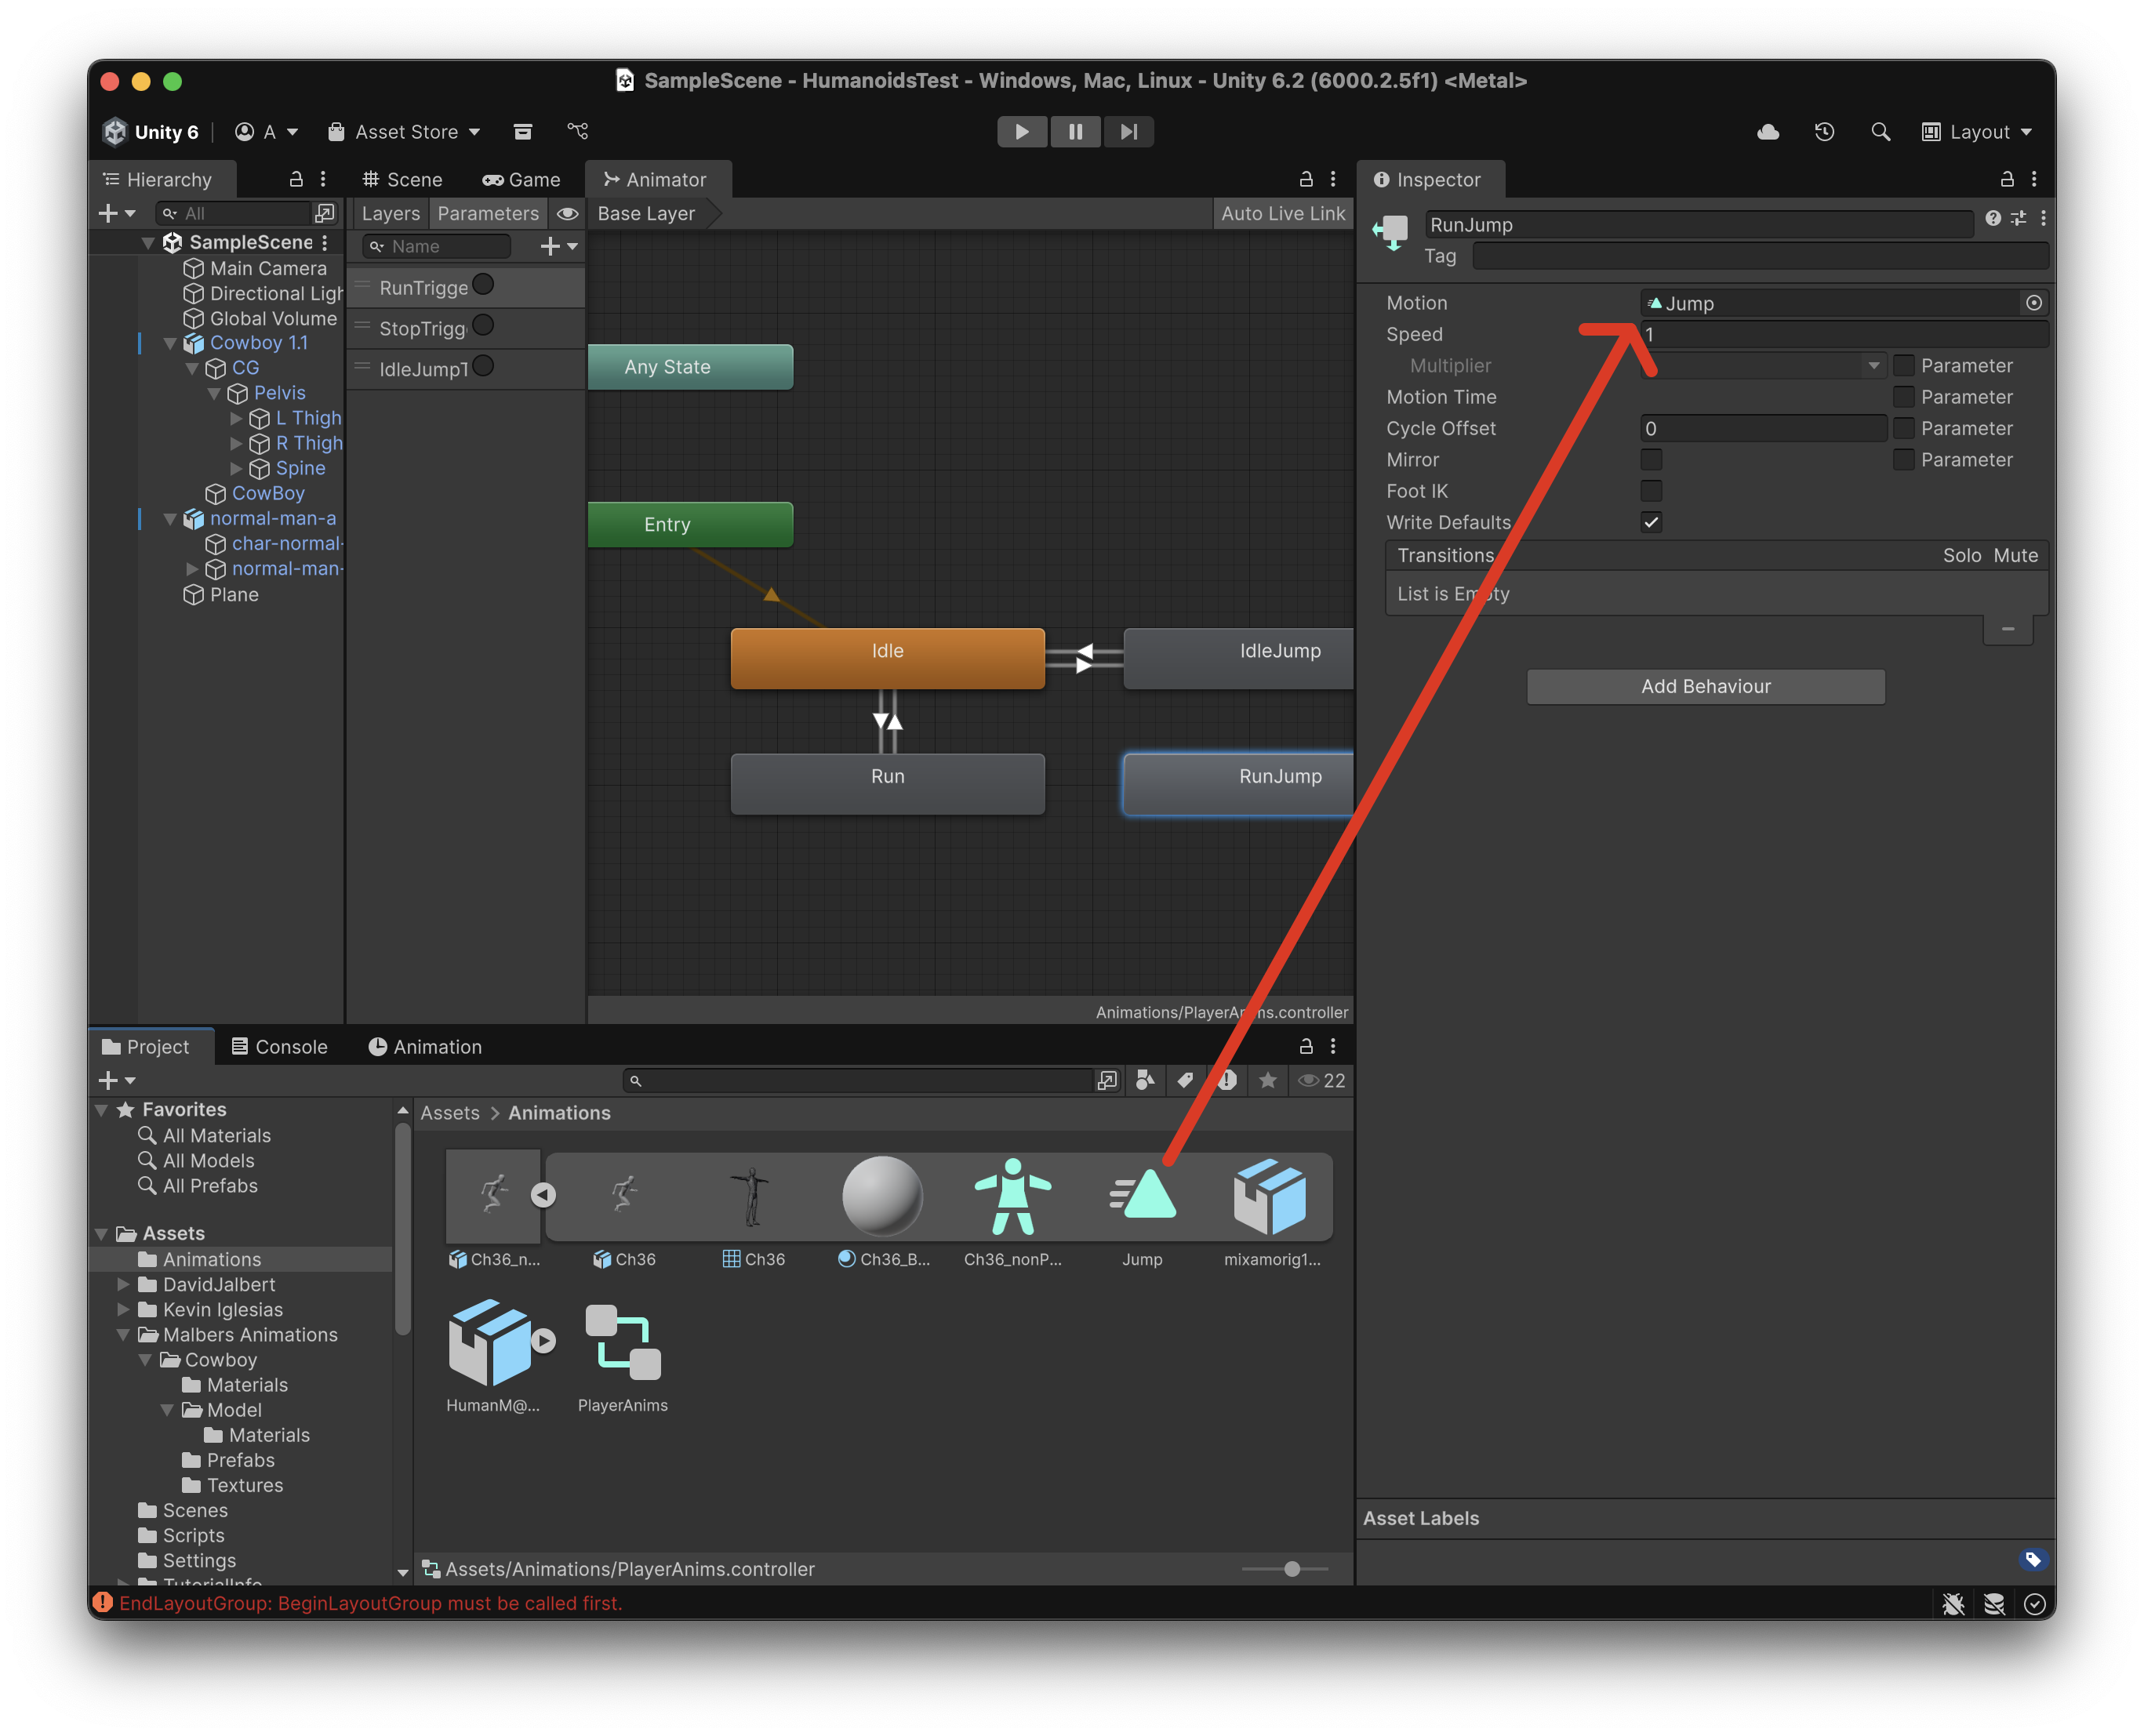 SampleScene - HumanoidsTest - Windows, Mac, Linux - Unity 6.2 (6000.2.5f1) <Metal>
Unity 6
A
Asset Store
Layout
Hierarchy
All
SampleScene
Main Camera
Directional Ligh
Global Volume
Cowboy 1.1
CG
Pelvis
L Thigh
R Thigh
Spine
CowBoy
normal-man-a
char-normal-
normal-man-
Plane
Scene
Game
Animator
Layers
Parameters
Base Layer
Auto Live Link
Name
RunTrigge
StopTrigg
IdleJumpT
Any State
Entry
Idle
IdleJump
Run
RunJump
Animations/PlayerAnims.controller
Inspector
RunJump
Tag
Motion
Jump
Speed
1
Multiplier
Parameter
Motion Time
Parameter
Cycle Offset
0
Parameter
Mirror
Parameter
Foot IK
Write Defaults
Transitions
Solo
Mute
List is Empty
Add Behaviour
Asset Labels
Project
Console
Animation
22
Favorites
All Materials
All Models
All Prefabs
Assets
Animations
DavidJalbert
Kevin Iglesias
Malbers Animations
Cowboy
Materials
Model
Materials
Prefabs
Textures
Scenes
Scripts
Settings
TutorialInfo
Assets > Animations
Ch36_n...
Ch36
Ch36
Ch36_B...
Ch36_nonP...
Jump
mixamorig1...
HumanM@...
PlayerAnims
Assets/Animations/PlayerAnims.controller
EndLayoutGroup: BeginLayoutGroup must be called first.